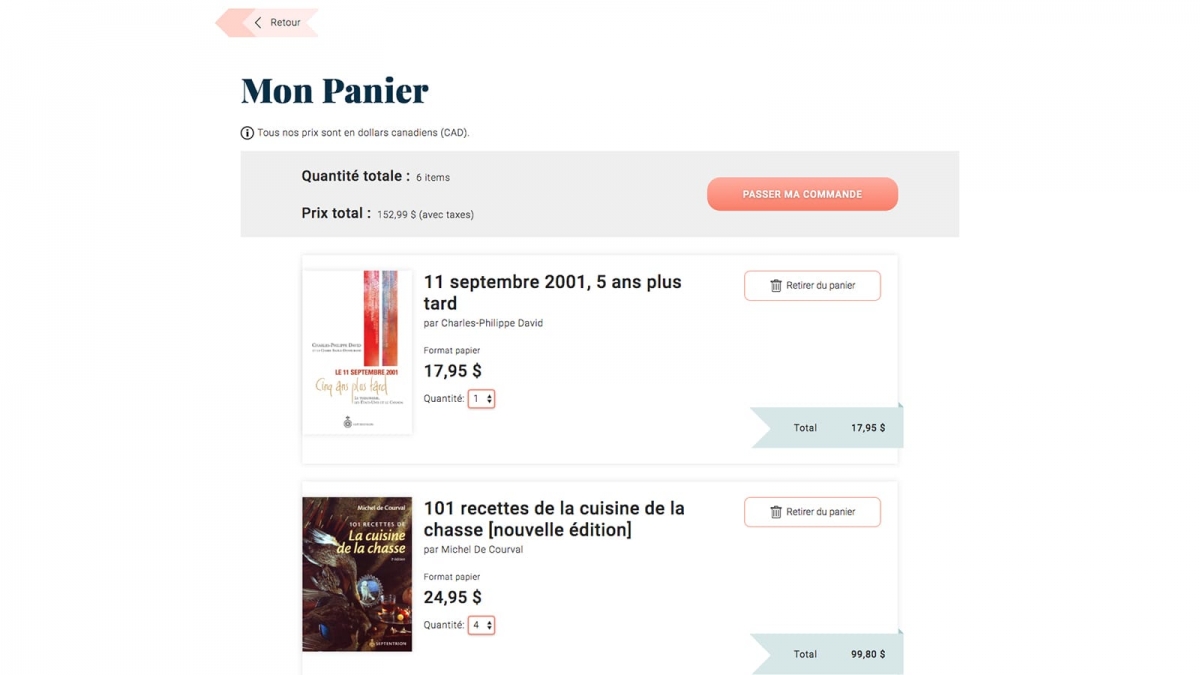 Retour
Mon Panier
Tous nos prix sont en dollars canadiens (CAD).
Quantité totale : 6 items
PASSER MA COMMANDE
Prix total : 152,99 $ (avec taxes)
11 septembre 2001, 5 ans plus
tard
par Charles-Philippe David
Format papier
17,95 $
Quantité: 1
Retirer du panier
Total 17,95 $
CHARLES-PHILIPPE DAVID
LE 11 SEPTEMBRE 2001
Cinq ans plus tard
SEPTENTRION
101 recettes de la cuisine de la
chasse [nouvelle édition]
par Michel De Courval
Format papier
24,95 $
Quantité: 4
Retirer du panier
Total 99,80 $
Michel de Courval
101 RECETTES DE
La cuisine
de la chasse
SEPTENTRION